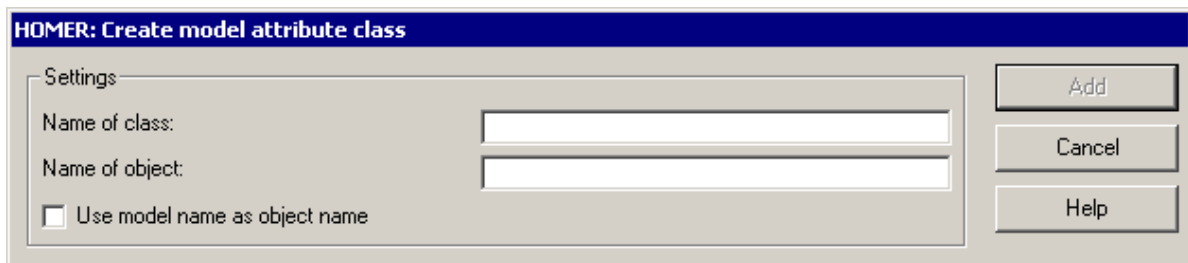 HOMER: Create model attribute class
Settings
Name of class:
Name of object:
Use model name as object name
Add
Cancel
Help